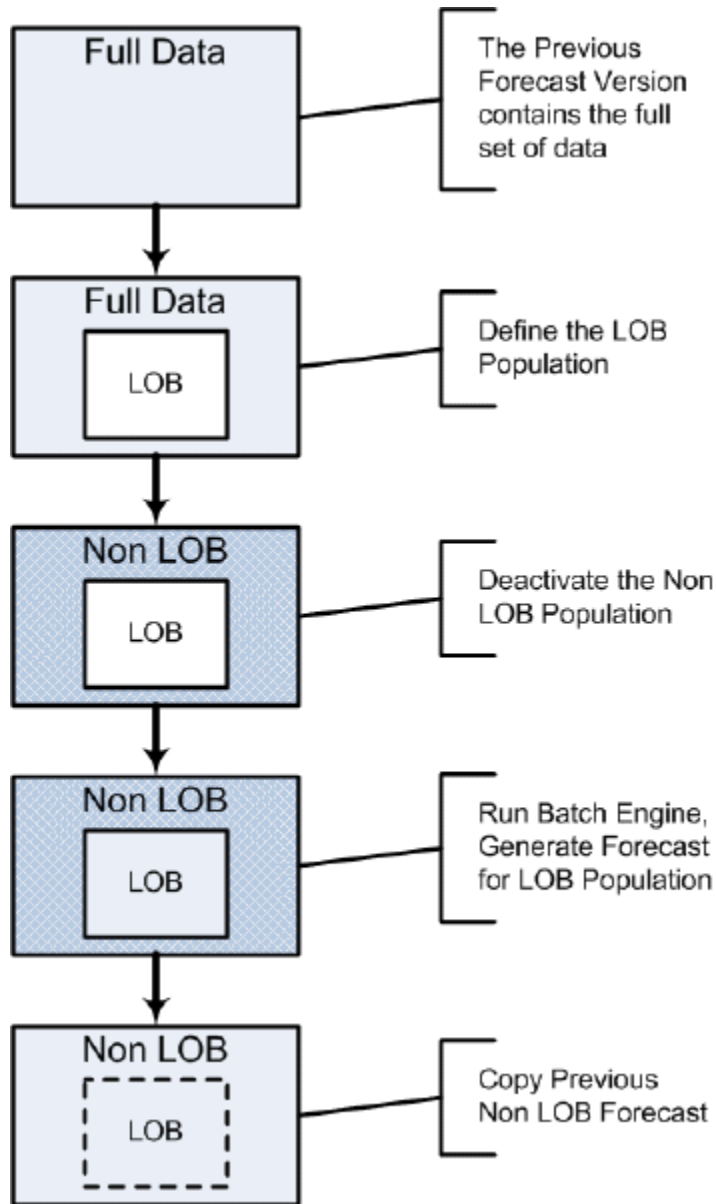 Full Data
The Previous
Forecast Version
contains the full
set of data
Full Data
LOB
Define the LOB
Population
Non LOB
LOB
Deactivate the Non
LOB Population
Non LOB
LOB
Run Batch Engine,
Generate Forecast
for LOB Population
Non LOB
LOB
Copy Previous
Non LOB Forecast